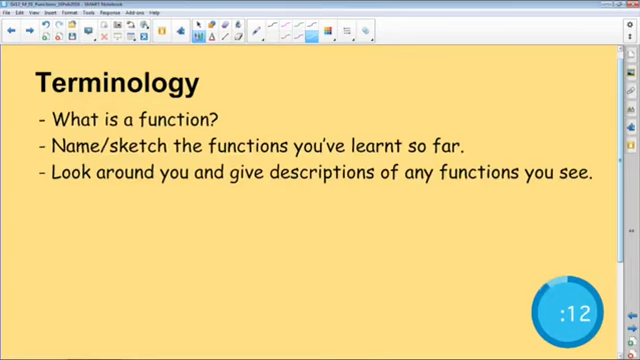 File Edit View Insert Format Tools Response Add-ons Help
Terminology
- What is a function?
- Name/sketch the functions you've learnt so far.
- Look around you and give descriptions of any functions you see.
:12